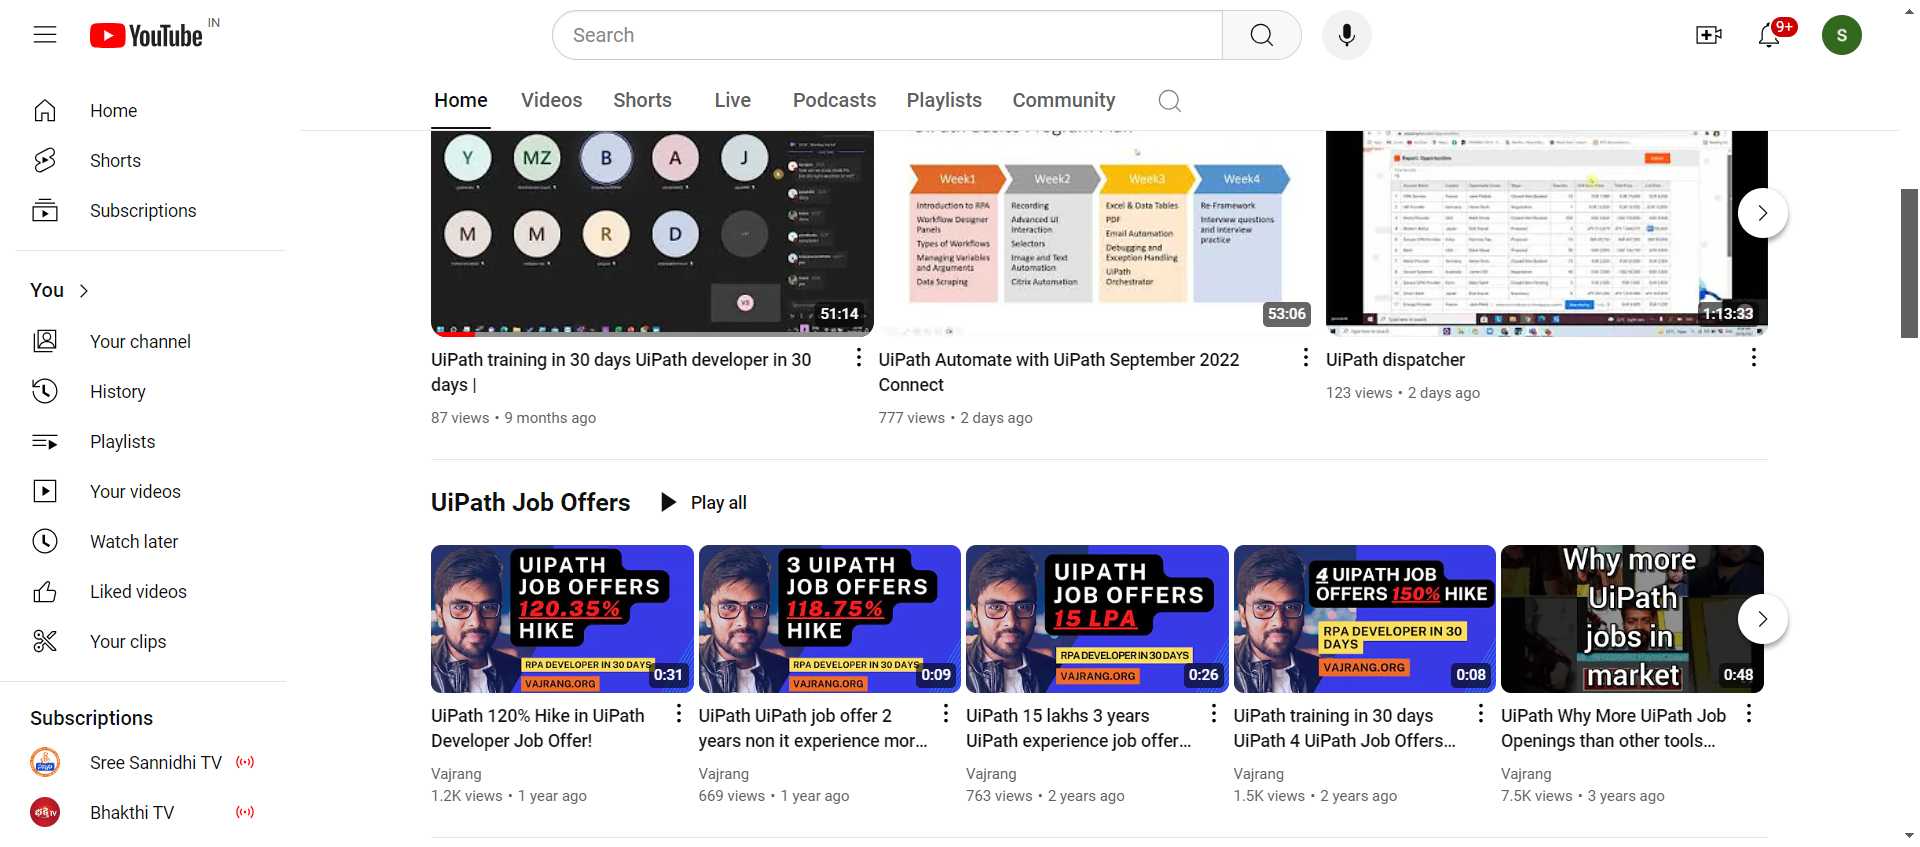 YouTube IN
Search
9+
S
Home
Shorts
Subscriptions
You
Your channel
History
Playlists
Your videos
Watch later
Liked videos
Your clips
Subscriptions
Sree Sannidhi TV
Bhakthi TV
Home Videos Shorts Live Podcasts Playlists Community
Y MZ B A J
M M R D
VS
51:14
UiPath training in 30 days UiPath developer in 30
days |
87 views • 9 months ago
UiPath Basics Program Plan
Week1 Week2 Week3 Week4
Introduction to RPA
Workflow Designer
Panels
Types of Workflows
Managing Variables
and Arguments
Data Scraping
Recording
Advanced UI
Interaction
Selectors
Image and Text
Automation
Citrix Automation
Excel & Data Tables
PDF
Email Automation
Debugging and
Exception Handling
UiPath
Orchestrator
Re-Framework
Interview questions
and Interview
practice
53:06
UiPath Automate with UiPath September 2022
Connect
777 views • 2 days ago
1:13:33
UiPath dispatcher
123 views • 2 days ago
UiPath Job Offers Play all
UIPATH
JOB OFFERS
120.35%
HIKE
RPA DEVELOPER IN 30 DAYS
VAJRANG.ORG
0:31
UiPath 120% Hike in UiPath
Developer Job Offer!
Vajrang
1.2K views • 1 year ago
3 UIPATH
JOB OFFERS
118.75%
HIKE
RPA DEVELOPER IN 30 DAYS
VAJRANG.ORG
0:09
UiPath UiPath job offer 2
years non it experience mor...
Vajrang
669 views • 1 year ago
UIPATH
JOB OFFERS
15 LPA
RPA DEVELOPER IN 30 DAYS
VAJRANG.ORG
0:26
UiPath 15 lakhs 3 years
UiPath experience job offer...
Vajrang
763 views • 2 years ago
4 UIPATH JOB
OFFERS 150% HIKE
RPA DEVELOPER IN 30
DAYS
VAJRANG.ORG
0:08
UiPath training in 30 days
UiPath 4 UiPath Job Offers...
Vajrang
1.5K views • 2 years ago
Why more
UiPath
jobs in
market
0:48
UiPath Why More UiPath Job
Openings than other tools...
Vajrang
7.5K views • 3 years ago